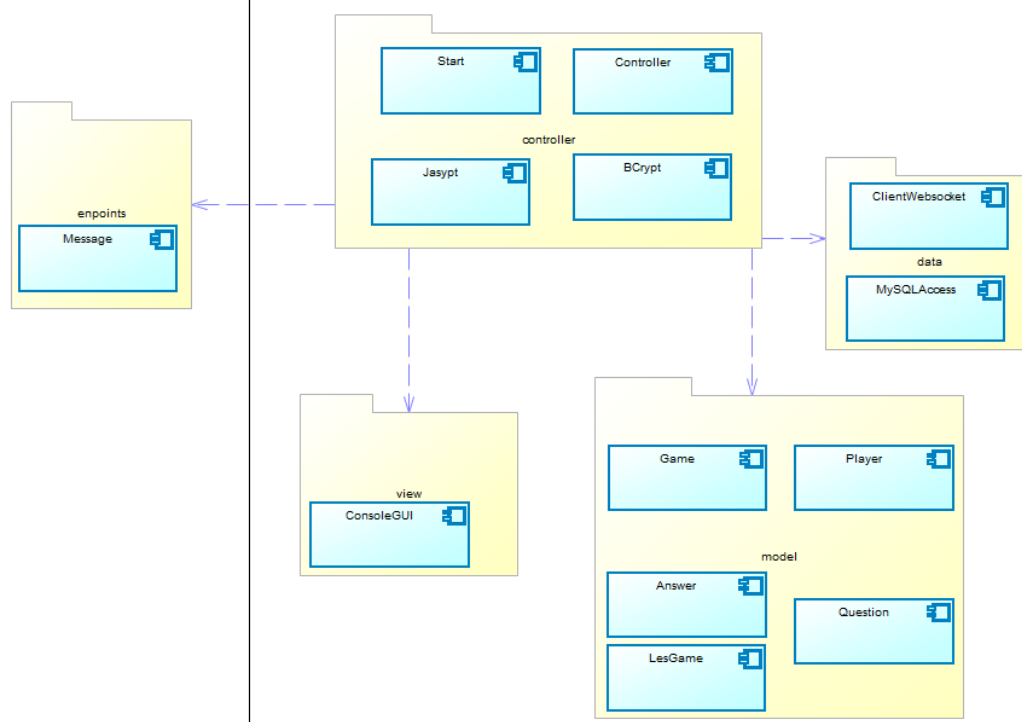 Start
Controller
controller
Jasypt
BCrypt
enpoints
Message
ClientWebsocket
data
MySQLAccess
view
ConsoleGUI
Game
Player
model
Answer
Question
LesGame